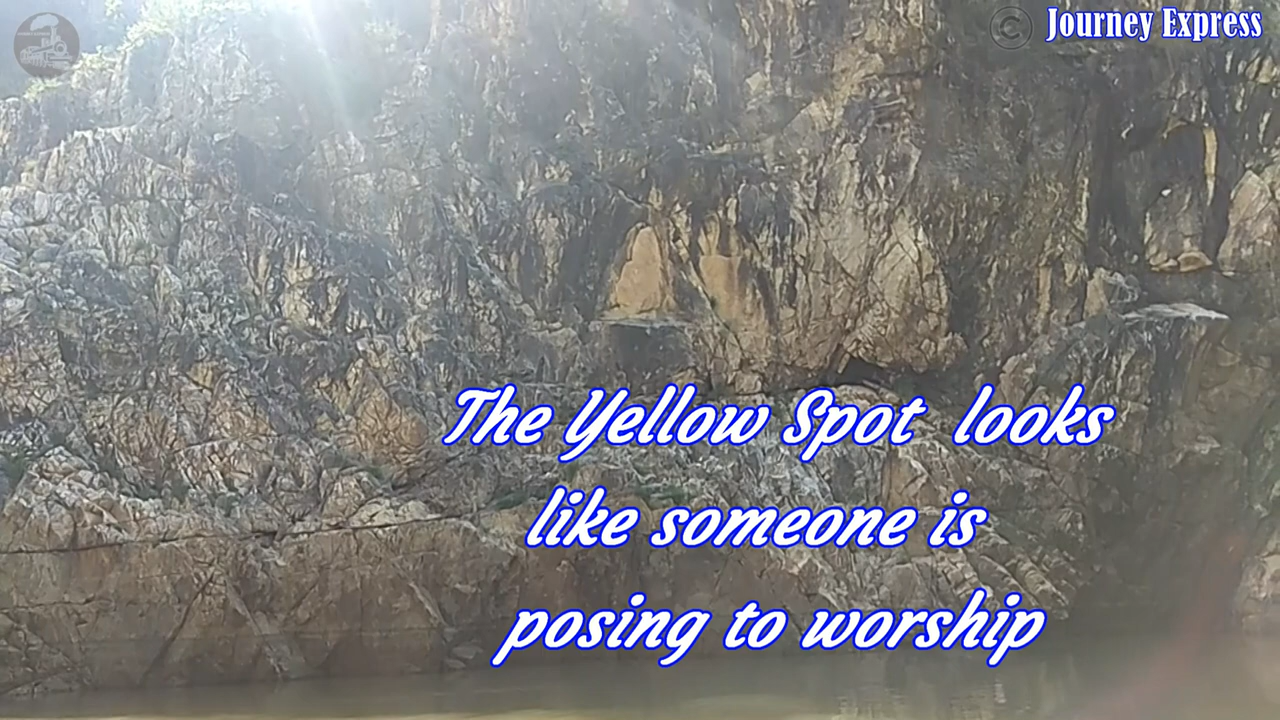 © Journey Express
The Yellow Spot looks
like someone is
posing to worship